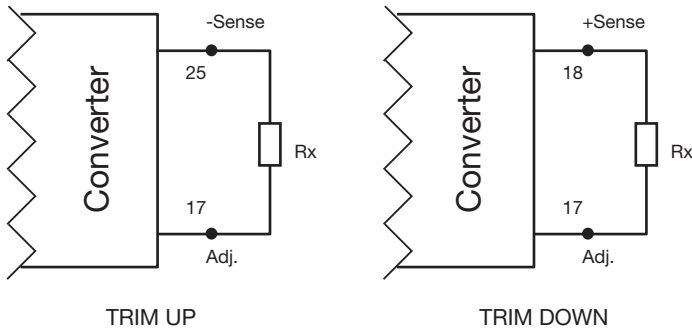 -Sense
25
Converter
Rx
17
Adj.
TRIM UP
+Sense
18
Converter
Rx
17
Adj.
TRIM DOWN